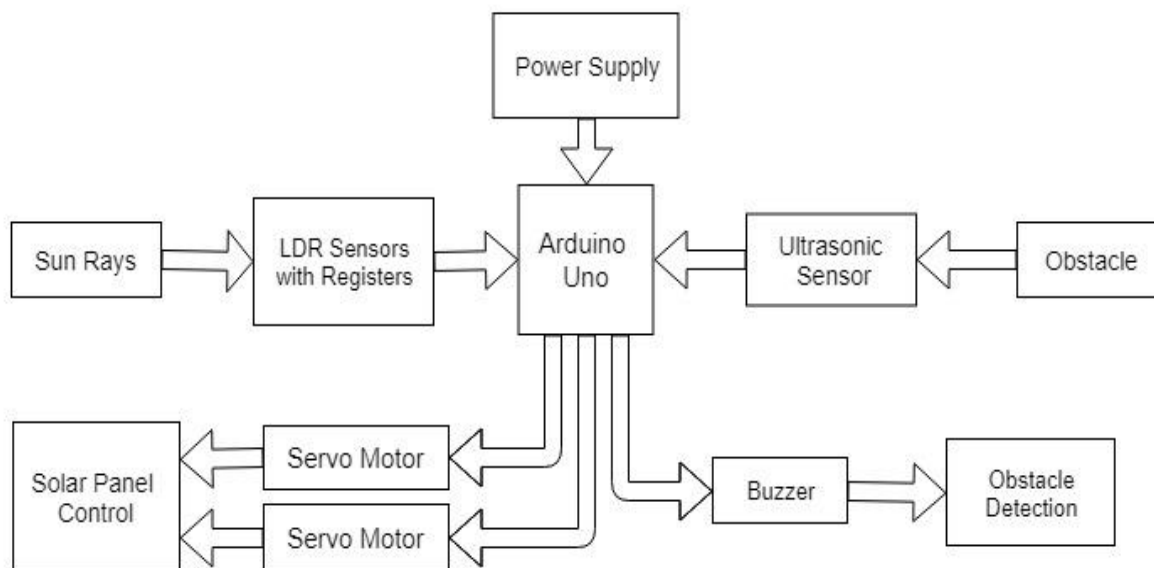 Power Supply
Sun Rays
LDR Sensors
with Registers
Arduino
Uno
Ultrasonic
Sensor
Obstacle
Solar Panel
Control
Servo Motor
Servo Motor
Buzzer
Obstacle
Detection